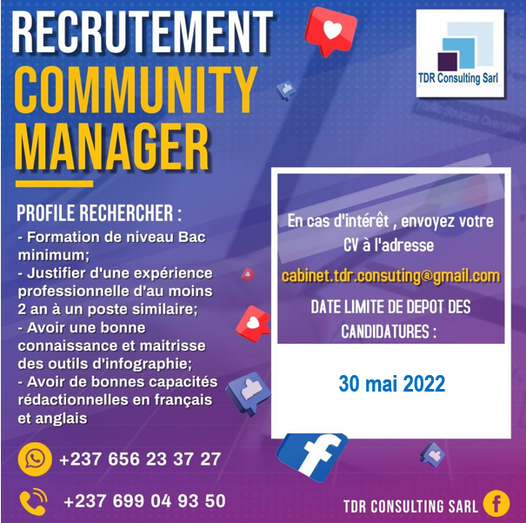 RECRUTEMENT
TDR Consulting Sarl
COMMUNITY
MANAGER
PROFILE RECHERCHER :
- Formation de niveau Bac
minimum;
- Justifier d'une expérience
professionnelle d'au moins
2 an à un poste similaire;
- Avoir une bonne
connaissance et maitrisse
des outils d'infographie;
- Avoir de bonnes capacités
rédactionnelles en français
et anglais
En cas d'intérêt , envoyez votre
CV à l'adresse
cabinet.tdr.consuting@gmail.com
DATE LIMITE DE DEPOT DES
CANDIDATURES :
30 mai 2022
+237 656 23 37 27
+237 699 04 93 50
TDR CONSULTING SARL